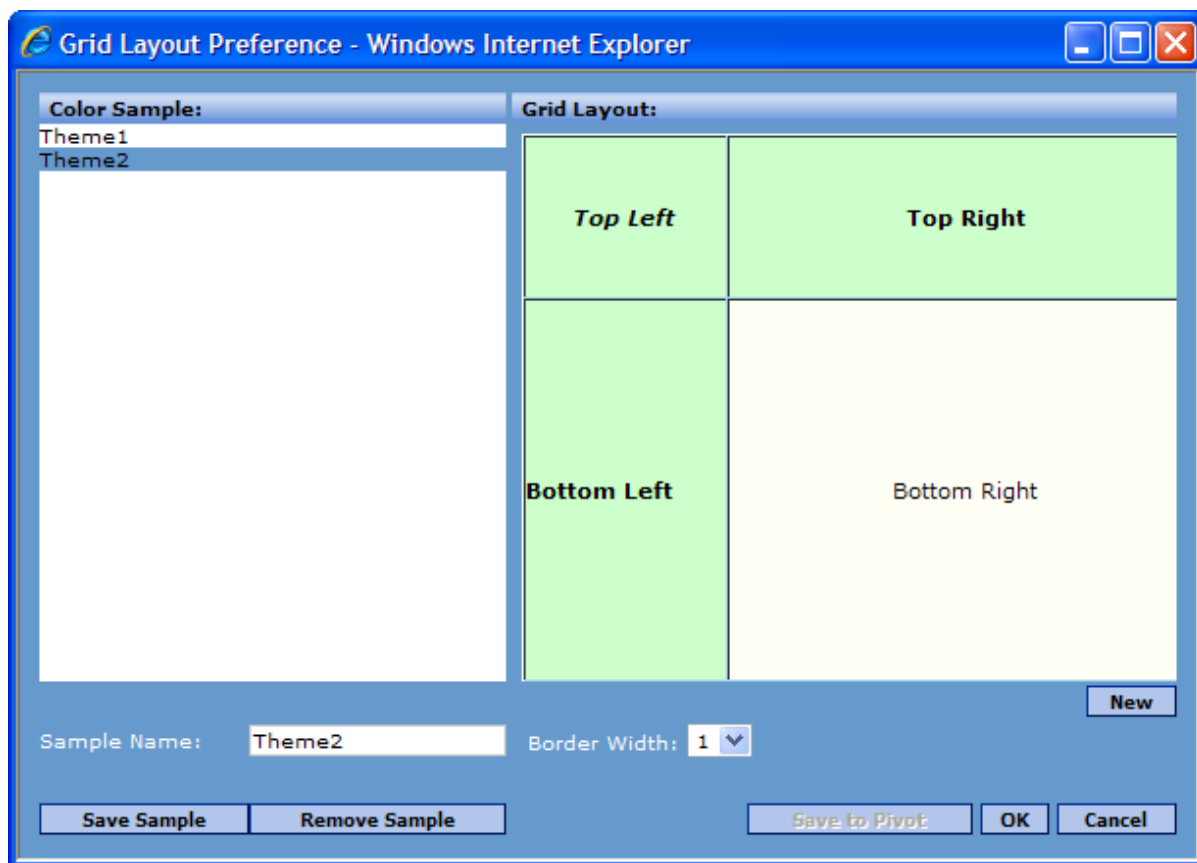 Grid Layout Preference - Windows Internet Explorer
Color Sample:
Theme1
Theme2
Grid Layout:
Top Left
Top Right
Bottom Left
Bottom Right
New
Sample Name: Theme2
Border Width: 1
Save Sample
Remove Sample
Save to Pivot
OK
Cancel